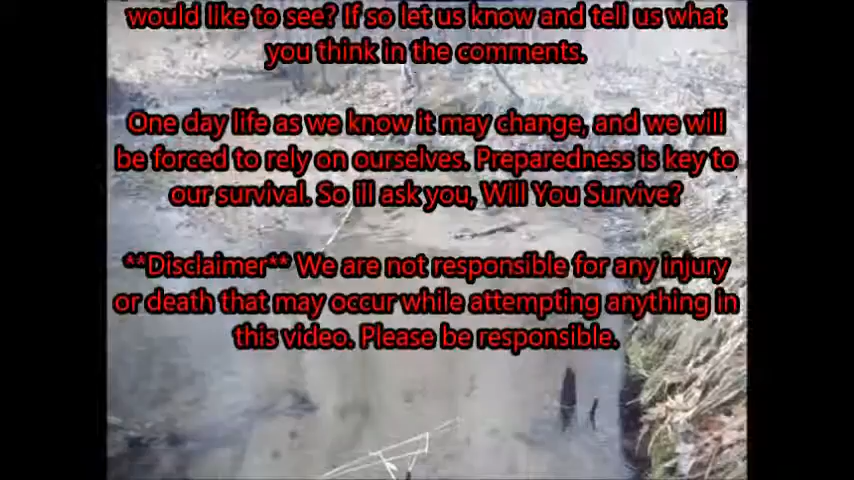 would like to see? If so let us know and tell us what
you think in the comments.
One day life as we know it may change, and we will
be forced to rely on ourselves. Preparedness is key to
our survival. So ill ask you, Will You Survive?
**Disclaimer** We are not responsible for any injury
or death that may occur while attempting anything in
this video. Please be responsible.